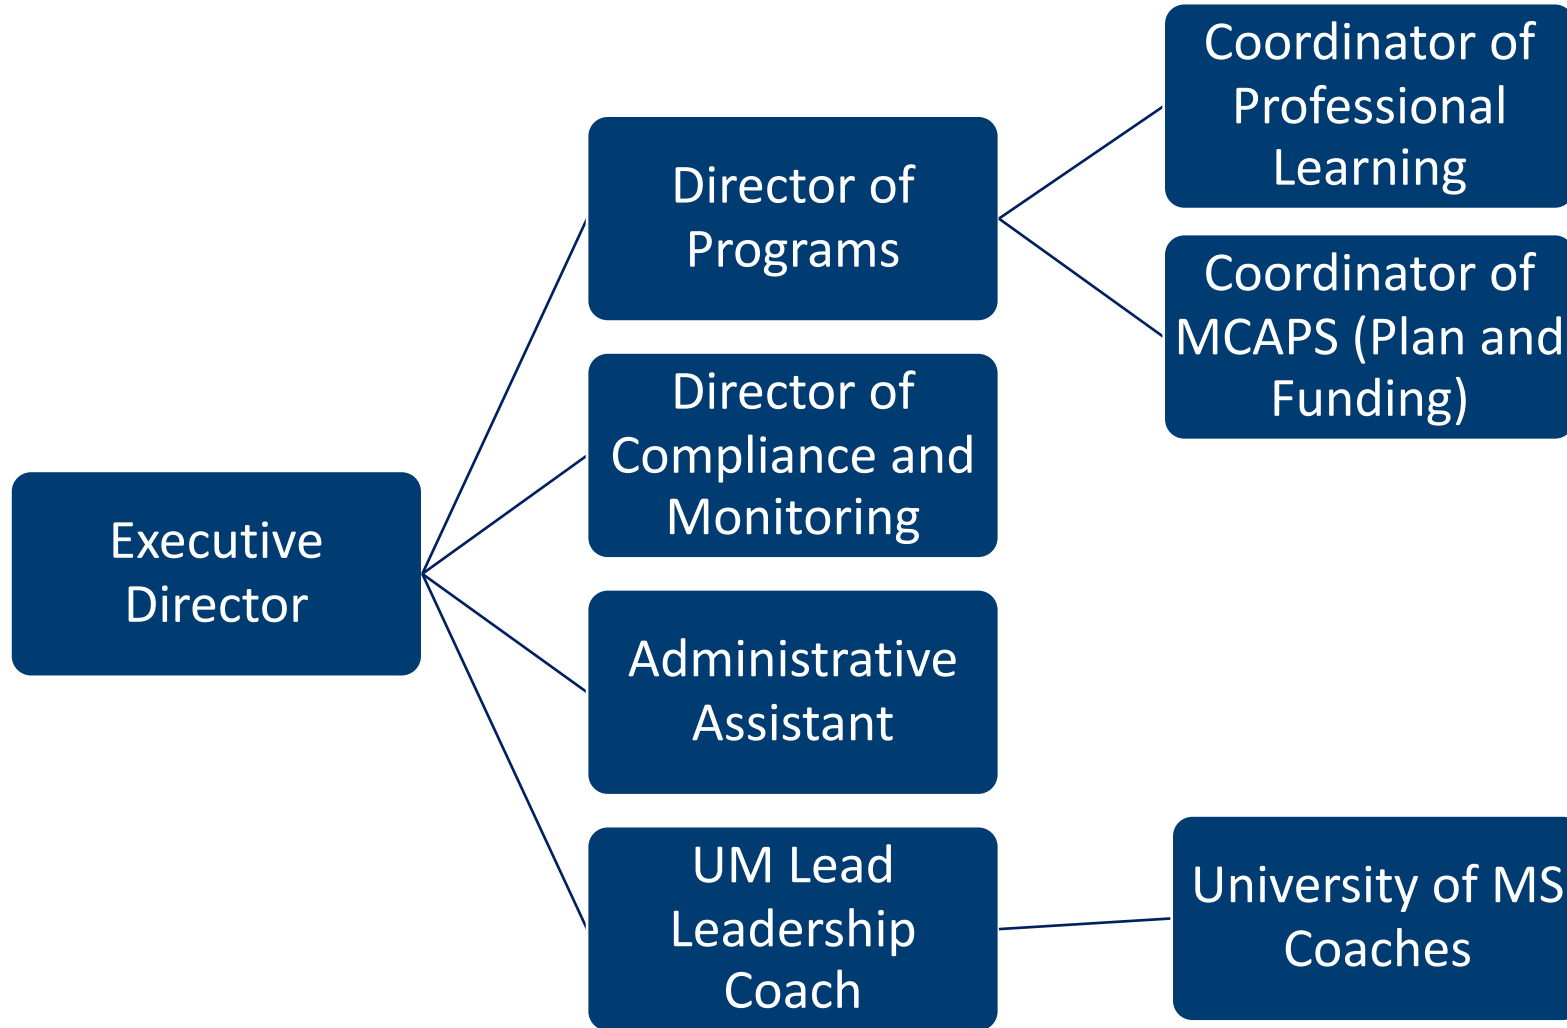 Executive
Director
Director of
Programs
Director of
Compliance and
Monitoring
Administrative
Assistant
UM Lead
Leadership
Coach
Coordinator of
Professional
Learning
Coordinator of
MCAPS (Plan and
Funding)
University of MS
Coaches